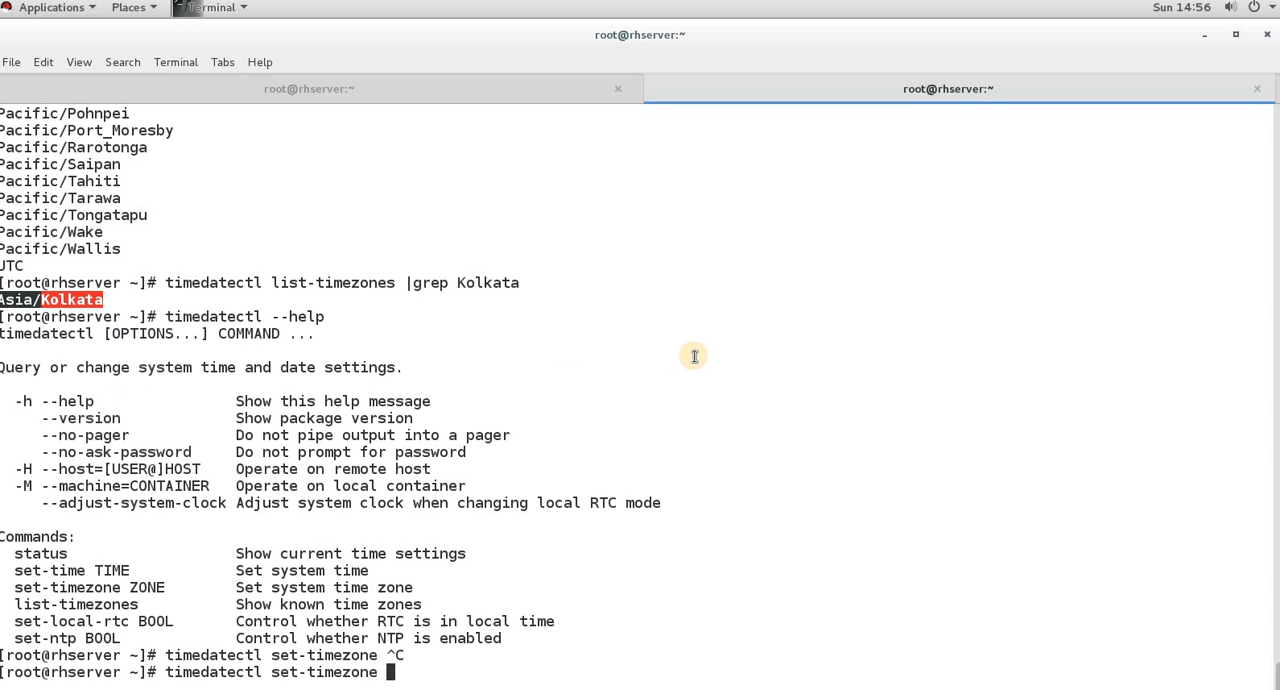 Applications Places Terminal Sun 14:56
root@rhserver:~
File Edit View Search Terminal Tabs Help
root@rhserver:~ × root@rhserver:~ ×
Pacific/Pohnpei
Pacific/Port_Moresby
Pacific/Rarotonga
Pacific/Saipan
Pacific/Tahiti
Pacific/Tarawa
Pacific/Tongatapu
Pacific/Wake
Pacific/Wallis
UTC
[root@rhserver ~]# timedatectl list-timezones |grep Kolkata
Asia/Kolkata
[root@rhserver ~]# timedatectl --help
timedatectl [OPTIONS...] COMMAND ...
Query or change system time and date settings.
-h --help Show this help message
--version Show package version
--no-pager Do not pipe output into a pager
--no-ask-password Do not prompt for password
-H --host=[USER@]HOST Operate on remote host
-M --machine=CONTAINER Operate on local container
--adjust-system-clock Adjust system clock when changing local RTC mode
Commands:
status Show current time settings
set-time TIME Set system time
set-timezone ZONE Set system time zone
list-timezones Show known time zones
set-local-rtc BOOL Control whether RTC is in local time
set-ntp BOOL Control whether NTP is enabled
[root@rhserver ~]# timedatectl set-timezone ^C
[root@rhserver ~]# timedatectl set-timezone